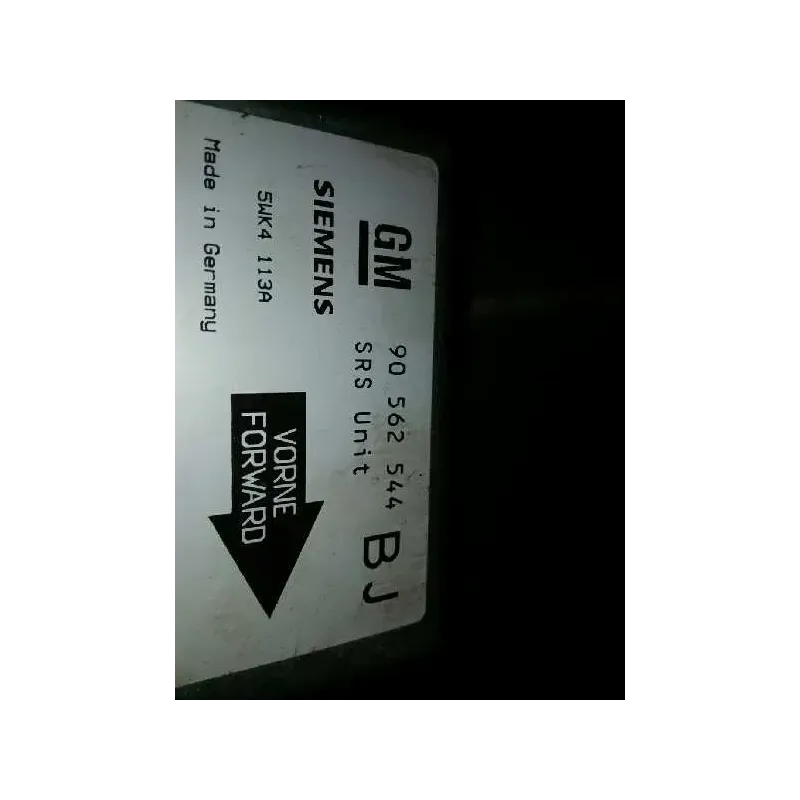 GM 90 562 544 BJ
SRS Unit
SIEMENS
5WK4 113A
VORNE
FORWARD
Made in Germany